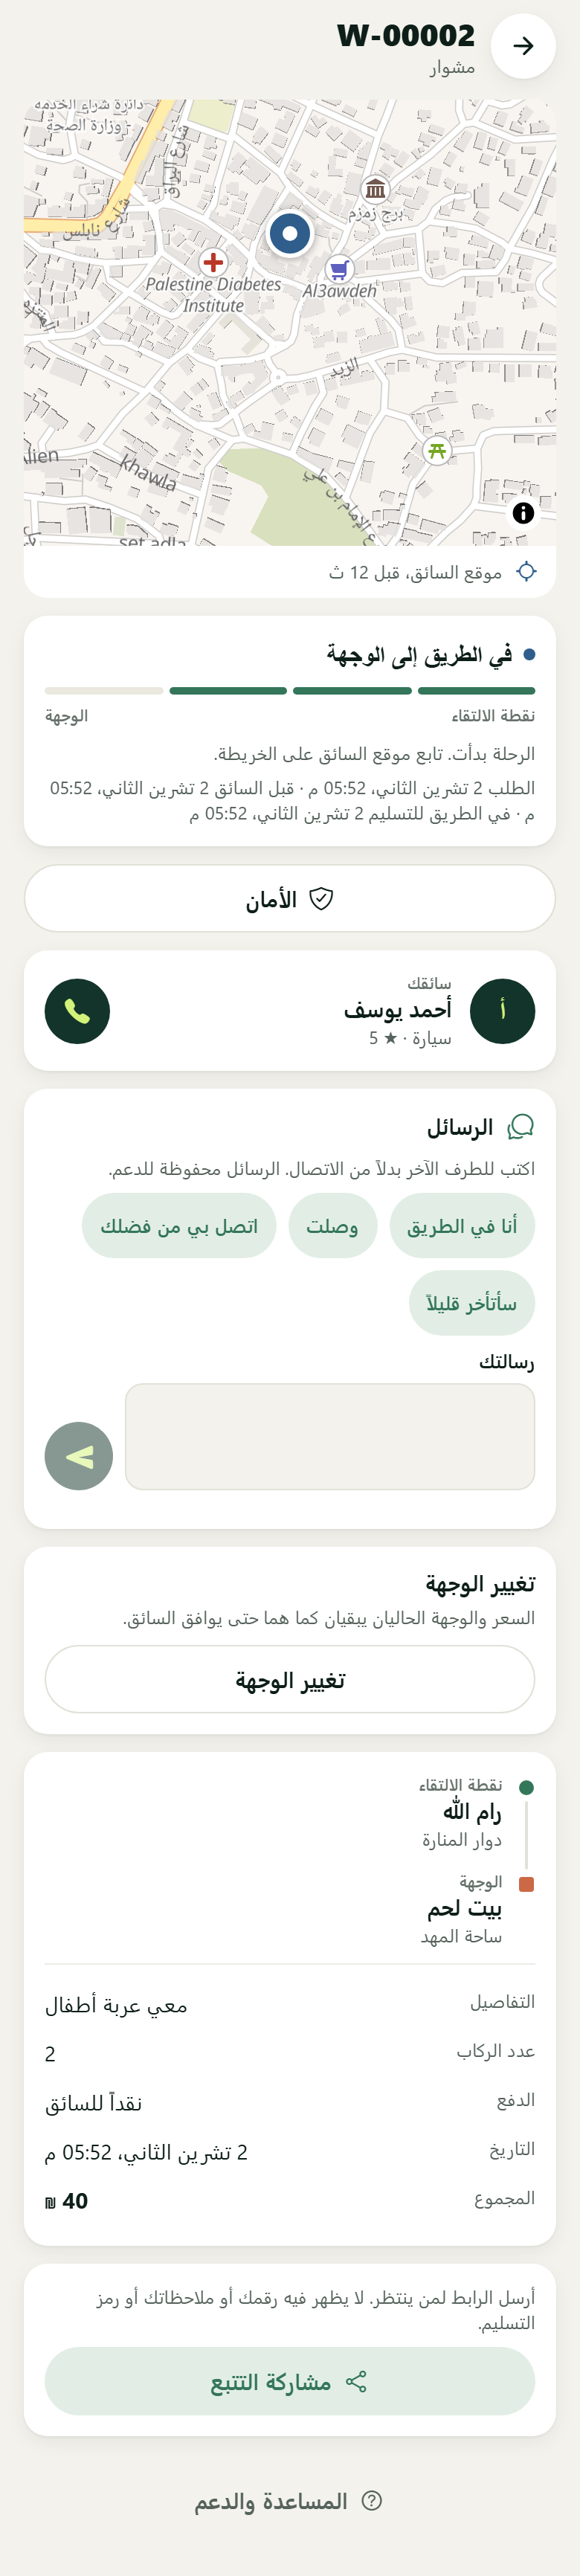 W-00002
مشوار
دائرة شراء الخدمة
- وزارة الصحة
شارع البراق
شارع نابلس
برج زمزم
Palestine Diabetes
Institute
Al3awdeh
الزيد
khawla
set adla
موقع السائق، قبل 12 ث
في الطريق إلى الوجهة
نقطة الالتقاء
الوجهة
الرحلة بدأت. تابع موقع السائق على الخريطة.
الطلب 2 تشرين الثاني، 05:52 م · قبل السائق 2 تشرين الثاني، 05:52
م · في الطريق للتسليم 2 تشرين الثاني، 05:52 م
الأمان
أ
سائقك
أحمد يوسف
سيارة · ★ 5
الرسائل
اكتب للطرف الآخر بدلاً من الاتصال. الرسائل محفوظة للدعم.
أنا في الطريق
وصلت
اتصل بي من فضلك
سأتأخر قليلاً
رسالتك
تغيير الوجهة
السعر والوجهة الحاليان يبقيان كما هما حتى يوافق السائق.
تغيير الوجهة
نقطة الالتقاء
رام الله
دوار المنارة
الوجهة
بيت لحم
ساحة المهد
التفاصيل
معي عربة أطفال
عدد الركاب
2
الدفع
نقداً للسائق
التاريخ
2 تشرين الثاني، 05:52 م
المجموع
40 ₪
أرسل الرابط لمن ينتظر. لا يظهر فيه رقمك أو ملاحظاتك أو رمز
التسليم.
مشاركة التتبع
المساعدة والدعم